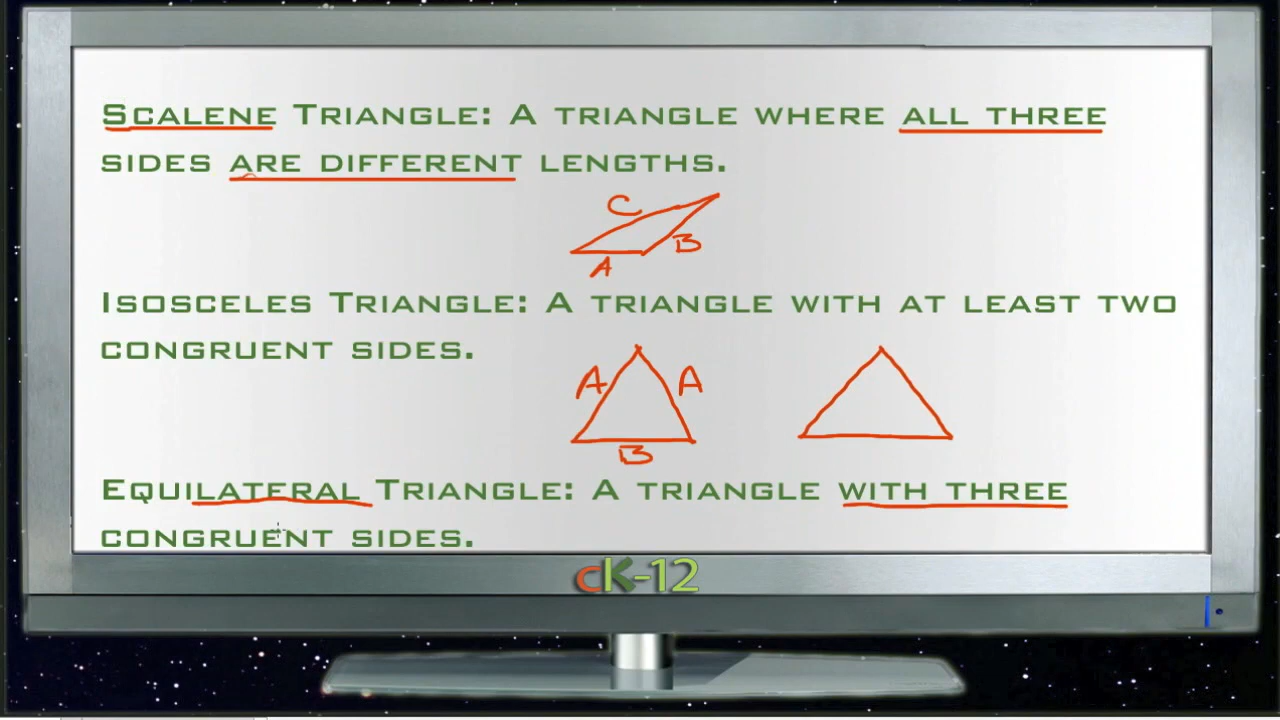 Scalene Triangle: A triangle where all three
sides are different lengths.
C
B
A
Isosceles Triangle: A triangle with at least two
congruent sides.
A A
B
Equilateral Triangle: A triangle with three
congruent sides.
cK-12